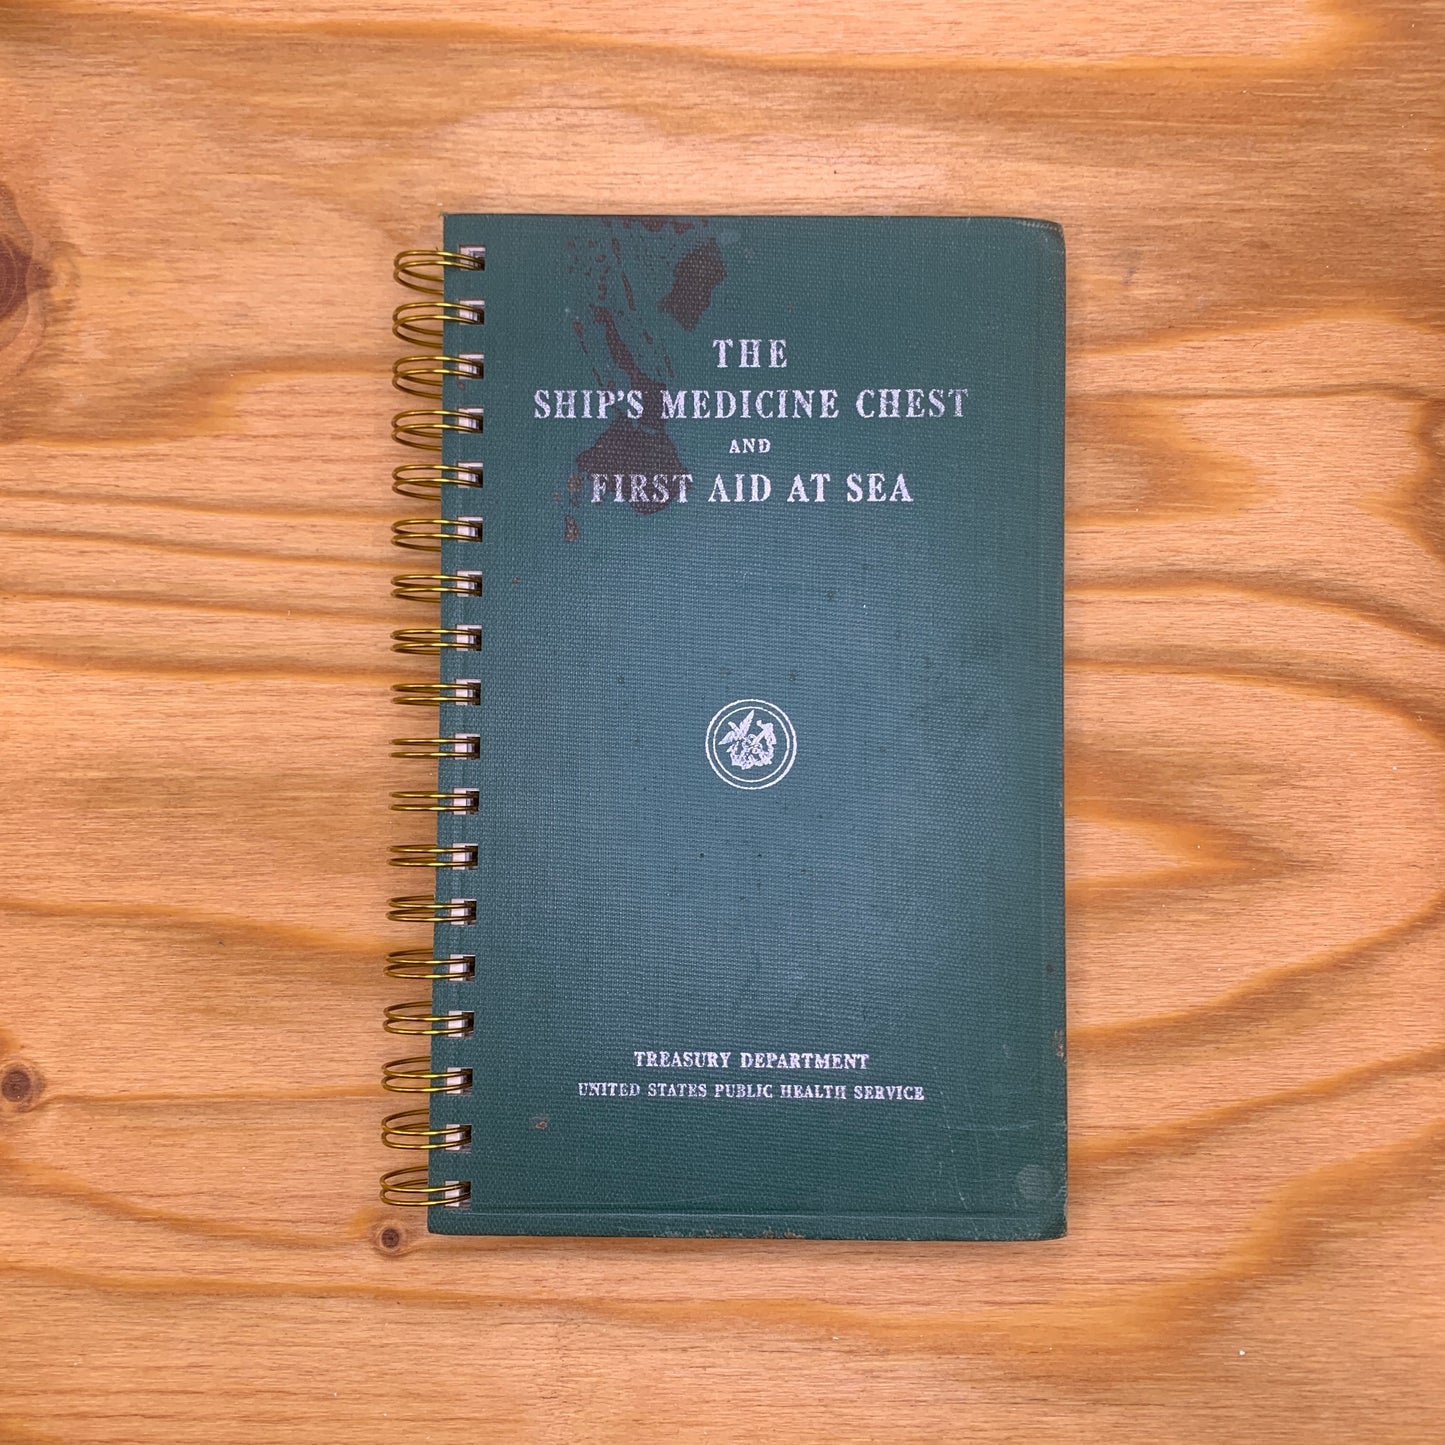 THE
SHIP'S MEDICINE CHEST
AND
FIRST AID AT SEA
TREASURY DEPARTMENT
UNITED STATES PUBLIC HEALTH SERVICE